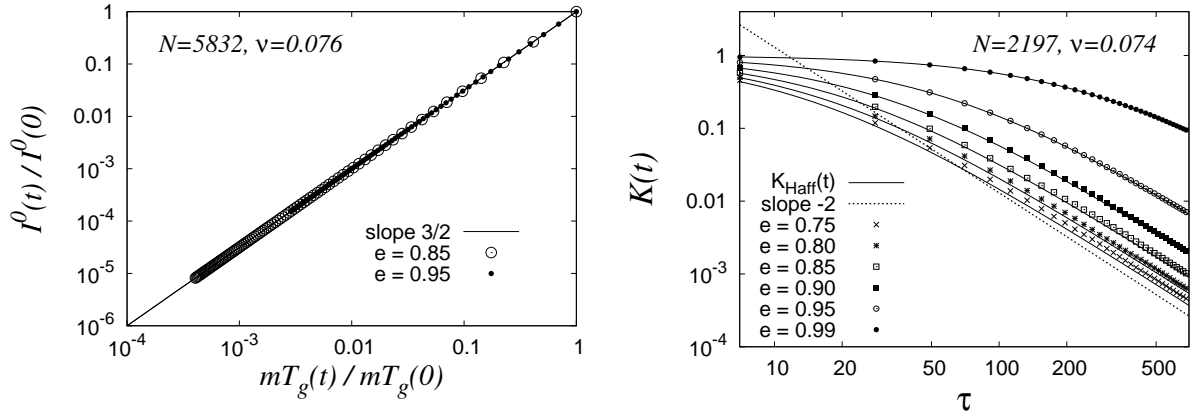 N=5832, ν=0.076
I⁰(t) / I⁰(0)
1
0.1
0.01
10⁻³
10⁻⁴
10⁻⁵
10⁻⁶
slope 3/2
e = 0.85
e = 0.95
10⁻⁴ 10⁻³ 0.01 0.1 1
mT_g(t) / mT_g(0)
N=2197, ν=0.074
K(t)
1
0.1
0.01
10⁻³
10⁻⁴
K_Haff(t)
slope -2
e = 0.75
e = 0.80
e = 0.85
e = 0.90
e = 0.95
e = 0.99
10 20 50 100 200 500
τ